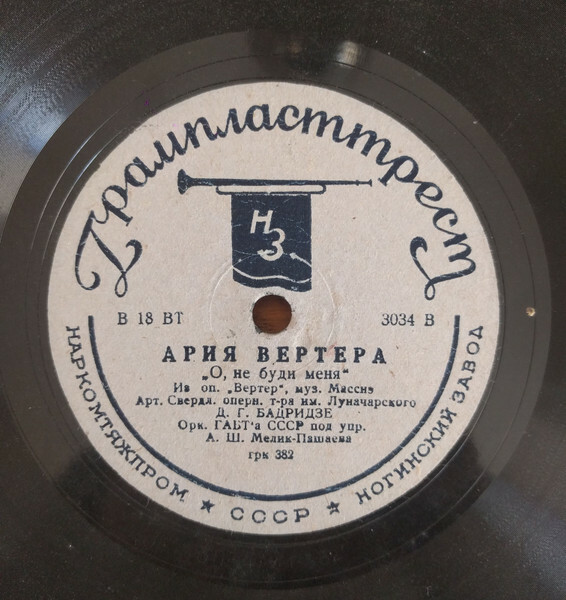 Грампласттрест
НЗ
В 18 ВТ
3034 В
АРИЯ ВЕРТЕРА
„О, не буди меня"
Из оп. „Вертер", муз. Масснэ
Арт. Свердл. оперн. т-ра им. Луначарского
Д. Г. БАДРИДЗЕ
Орк. ГАБТ'а СССР под упр.
А. Ш. Мелик-Пашаева
грк 382
НАРКОМТЯЖПРОМ ★ СССР ★ НОГИНСКИЙ ЗАВОД